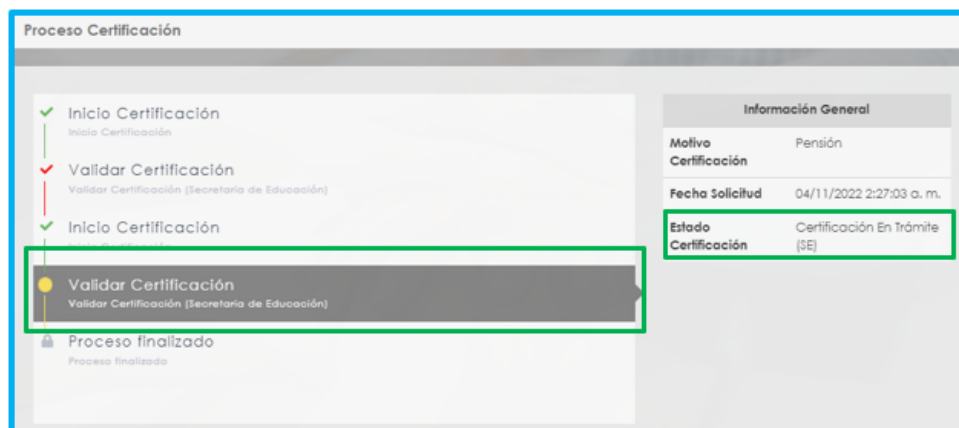 Proceso Certificación
Inicio Certificación
Inicio Certificación
Validar Certificación
Validar Certificación (Secretaria de Educación)
Inicio Certificación
Inicio Certificación
Validar Certificación
Validar Certificación (Secretaria de Educación)
Proceso finalizado
Proceso finalizado
Información General
Motivo Certificación Pensión
Fecha Solicitud 04/11/2022 2:27:03 a. m.
Estado Certificación Certificación En Trámite (SE)